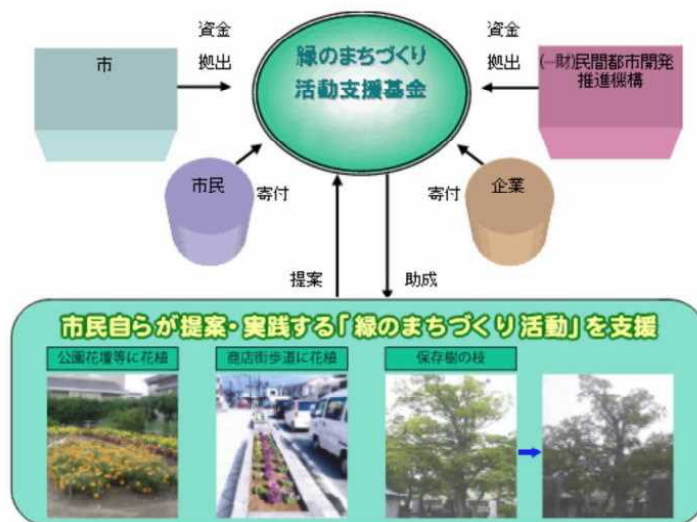 市
資金
拠出
緑のまちづくり
活動支援基金
資金
拠出
(一財)民間都市開発
推進機構
市民
寄付
寄付
企業
提案
助成
市民自らが提案・実践する「緑のまちづくり活動」を支援
公園花壇等に花植
商店街歩道に花植
保存樹の枝